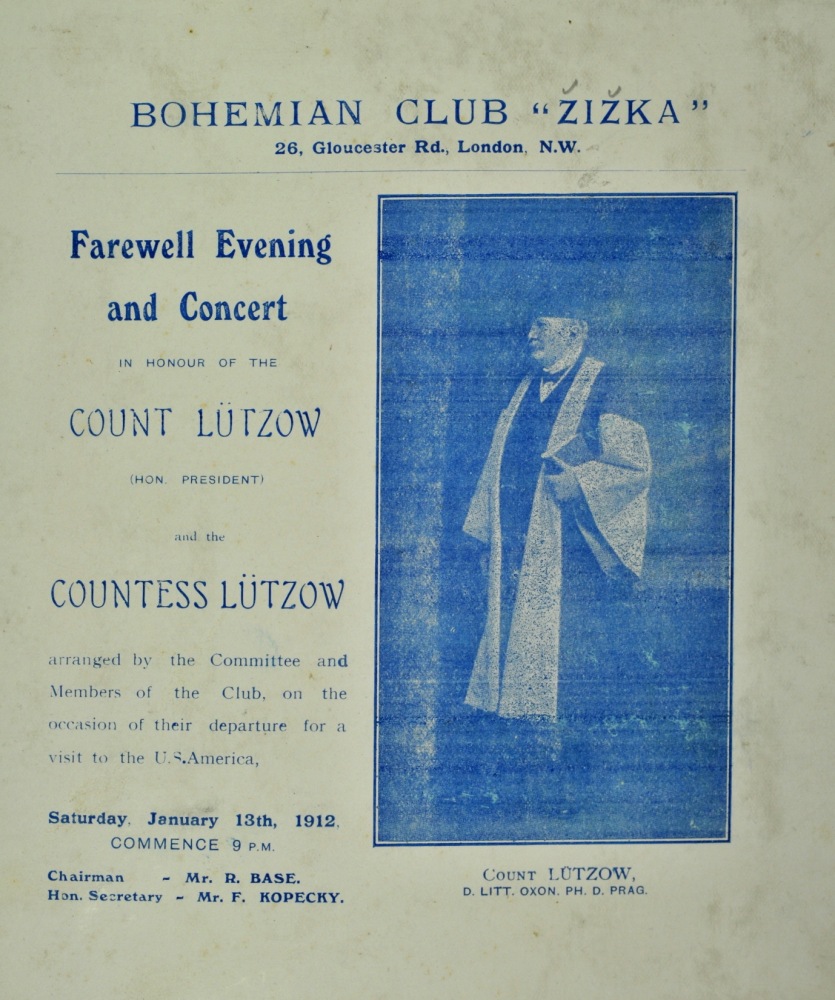 BOHEMIAN CLUB “ŽIŽKA”
26, Gloucester Rd., London, N.W.
Farewell Evening
and Concert
IN HONOUR OF THE
COUNT LÜTZOW
(HON. PRESIDENT)
and the
COUNTESS LÜTZOW
arranged by the Committee and
Members of the Club, on the
occasion of their departure for a
visit to the U.S.America,
Saturday, January 13th, 1912.
COMMENCE 9 P.M.
Chairman - Mr. R. BASE.
Hon. Secretary - Mr. F. KOPECKY.
COUNT LÜTZOW,
D. LITT. OXON. PH. D. PRAG.